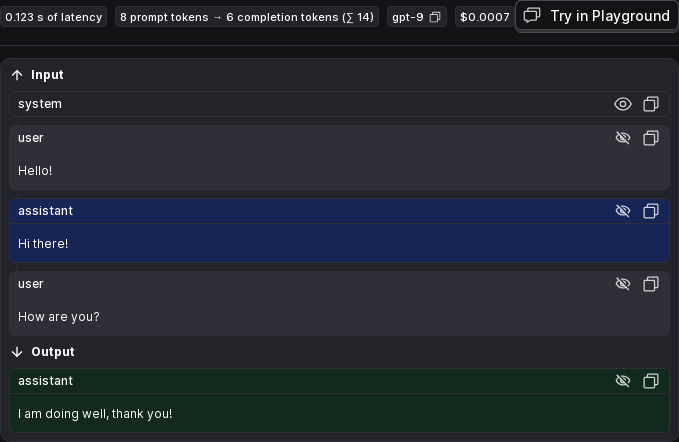 0.123 s of latency 8 prompt tokens → 6 completion tokens (∑ 14) gpt-9 $0.0007 Try in Playground
Input
system
user
Hello!
assistant
Hi there!
user
How are you?
Output
assistant
I am doing well, thank you!